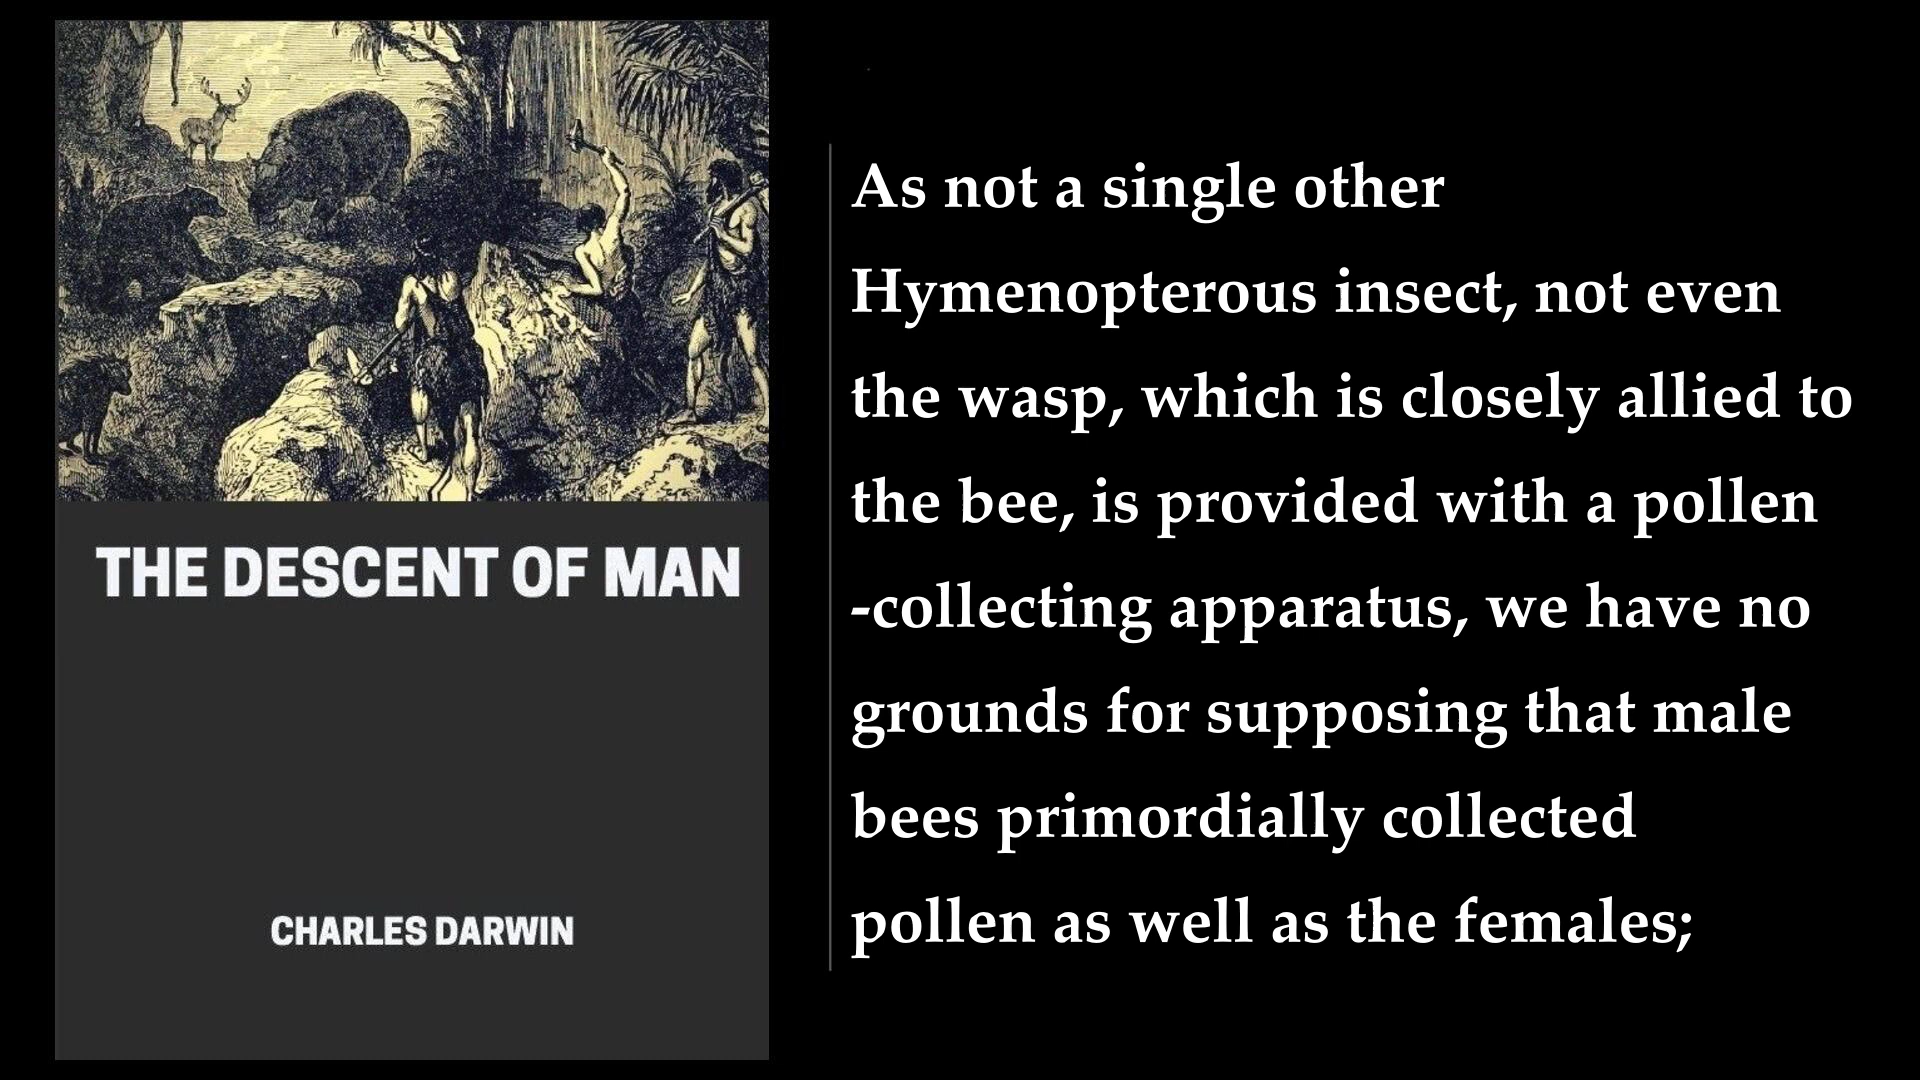 THE DESCENT OF MAN
CHARLES DARWIN
As not a single other
Hymenopterous insect, not even
the wasp, which is closely allied to
the bee, is provided with a pollen
-collecting apparatus, we have no
grounds for supposing that male
bees primordially collected
pollen as well as the females;